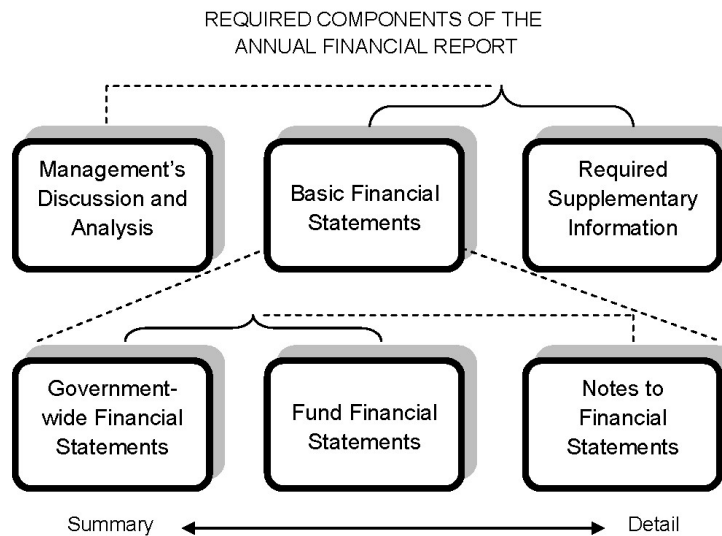 REQUIRED COMPONENTS OF THE
ANNUAL FINANCIAL REPORT
Management's
Discussion and
Analysis
Basic Financial
Statements
Required
Supplementary
Information
Government-
wide Financial
Statements
Fund Financial
Statements
Notes to
Financial
Statements
Summary
Detail